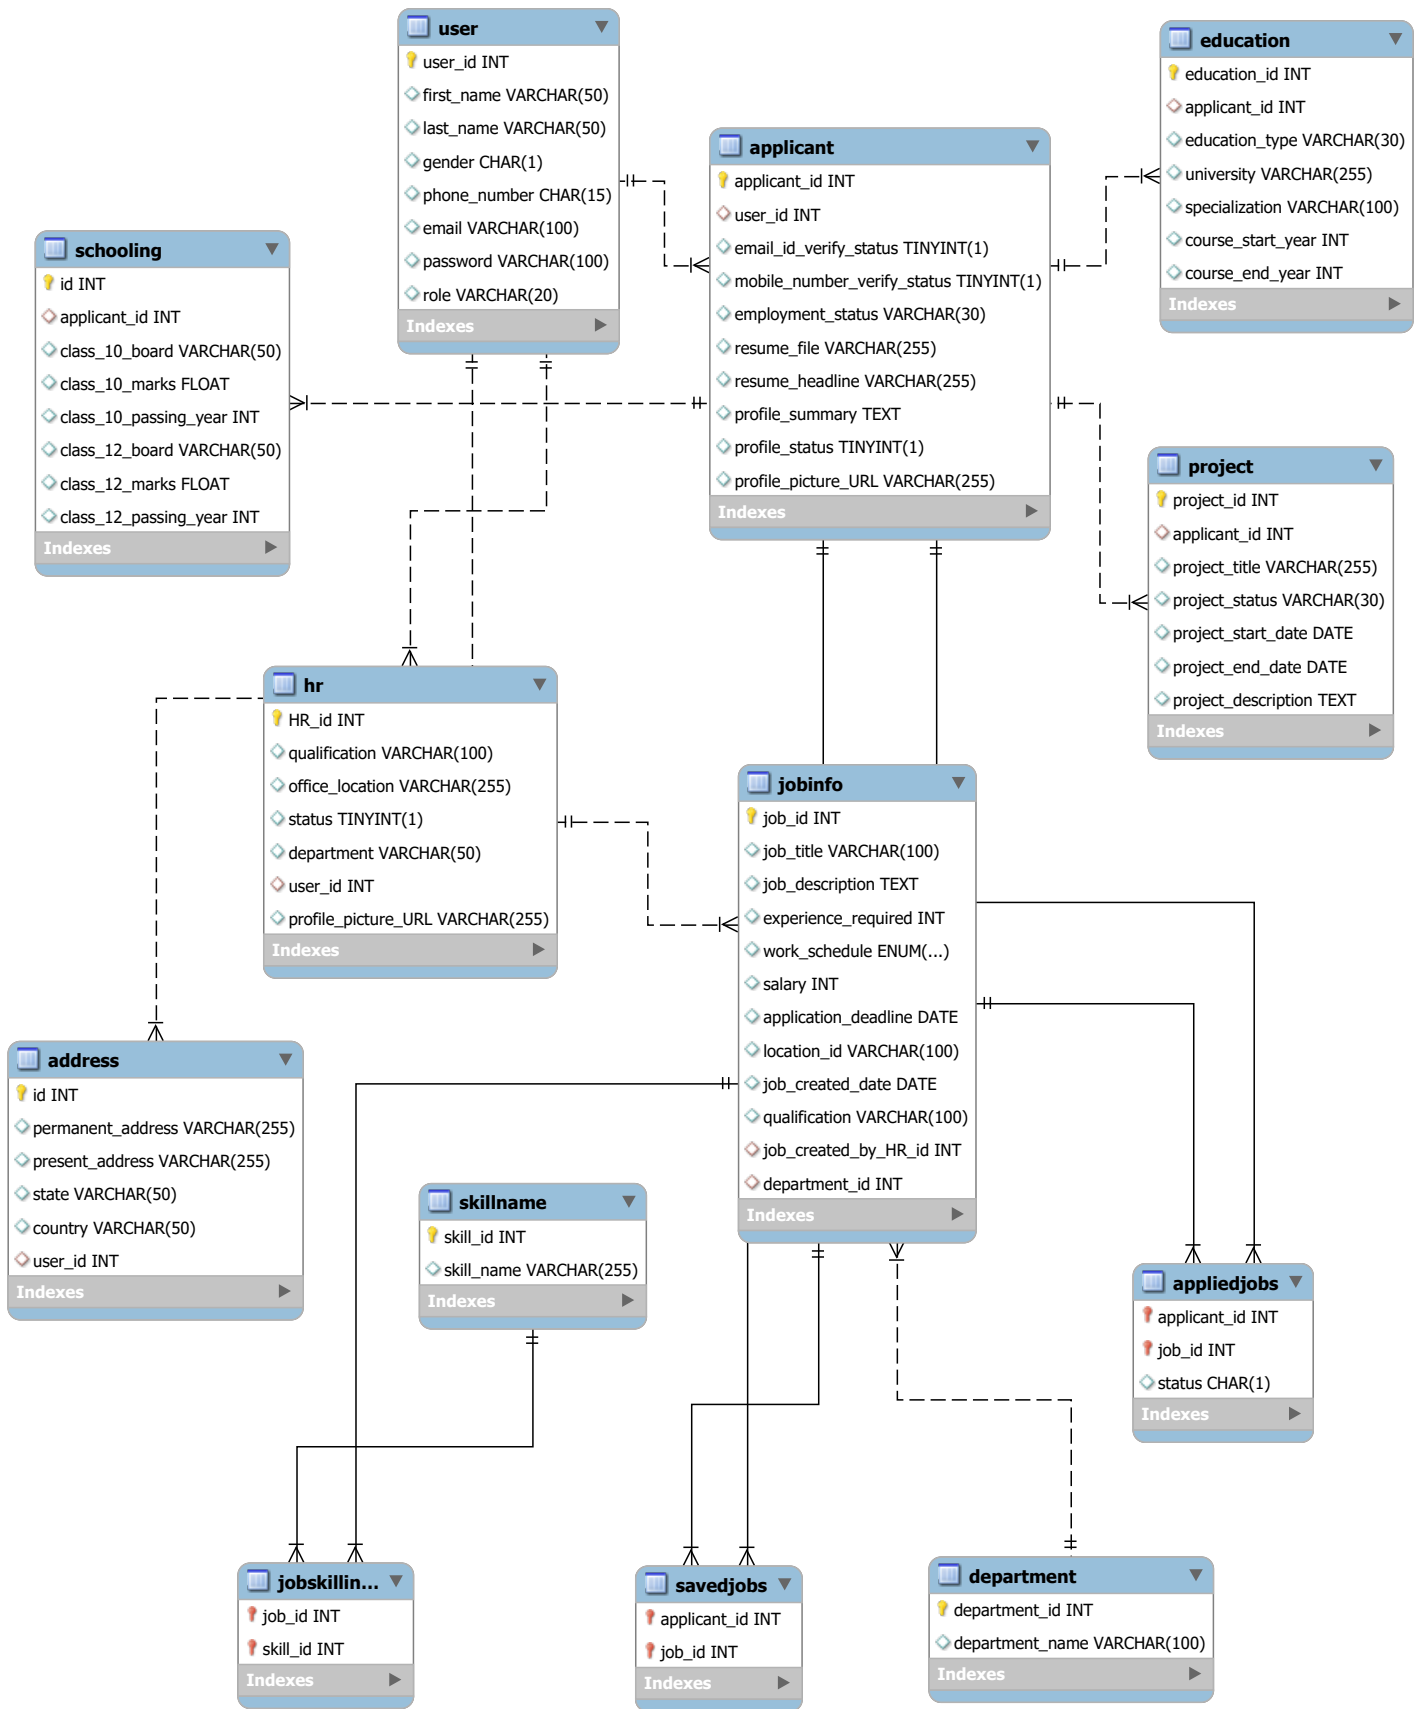 user
user_id INT
first_name VARCHAR(50)
last_name VARCHAR(50)
gender CHAR(1)
phone_number CHAR(15)
email VARCHAR(100)
password VARCHAR(100)
role VARCHAR(20)
Indexes
education
education_id INT
applicant_id INT
education_type VARCHAR(30)
university VARCHAR(255)
specialization VARCHAR(100)
course_start_year INT
course_end_year INT
Indexes
applicant
applicant_id INT
user_id INT
email_id_verify_status TINYINT(1)
mobile_number_verify_status TINYINT(1)
employment_status VARCHAR(30)
resume_file VARCHAR(255)
resume_headline VARCHAR(255)
profile_summary TEXT
profile_status TINYINT(1)
profile_picture_URL VARCHAR(255)
Indexes
schooling
id INT
applicant_id INT
class_10_board VARCHAR(50)
class_10_marks FLOAT
class_10_passing_year INT
class_12_board VARCHAR(50)
class_12_marks FLOAT
class_12_passing_year INT
Indexes
project
project_id INT
applicant_id INT
project_title VARCHAR(255)
project_status VARCHAR(30)
project_start_date DATE
project_end_date DATE
project_description TEXT
Indexes
hr
HR_id INT
qualification VARCHAR(100)
office_location VARCHAR(255)
status TINYINT(1)
department VARCHAR(50)
user_id INT
profile_picture_URL VARCHAR(255)
Indexes
jobinfo
job_id INT
job_title VARCHAR(100)
job_description TEXT
experience_required INT
work_schedule ENUM(...)
salary INT
application_deadline DATE
location_id VARCHAR(100)
job_created_date DATE
qualification VARCHAR(100)
job_created_by_HR_id INT
department_id INT
Indexes
address
id INT
permanent_address VARCHAR(255)
present_address VARCHAR(255)
state VARCHAR(50)
country VARCHAR(50)
user_id INT
Indexes
skillname
skill_id INT
skill_name VARCHAR(255)
Indexes
appliedjobs
applicant_id INT
job_id INT
status CHAR(1)
Indexes
jobskillin...
job_id INT
skill_id INT
Indexes
savedjobs
applicant_id INT
job_id INT
Indexes
department
department_id INT
department_name VARCHAR(100)
Indexes